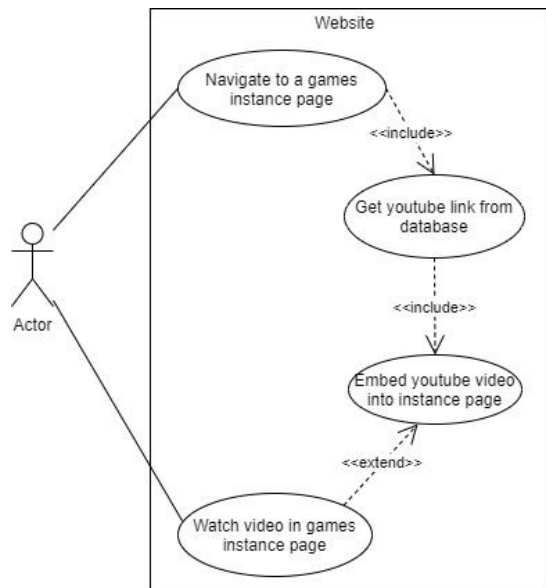 Website
Navigate to a games
instance page
<<include>>
Get youtube link from
database
Actor
<<include>>
Embed youtube video
into instance page
<<extend>>
Watch video in games
instance page